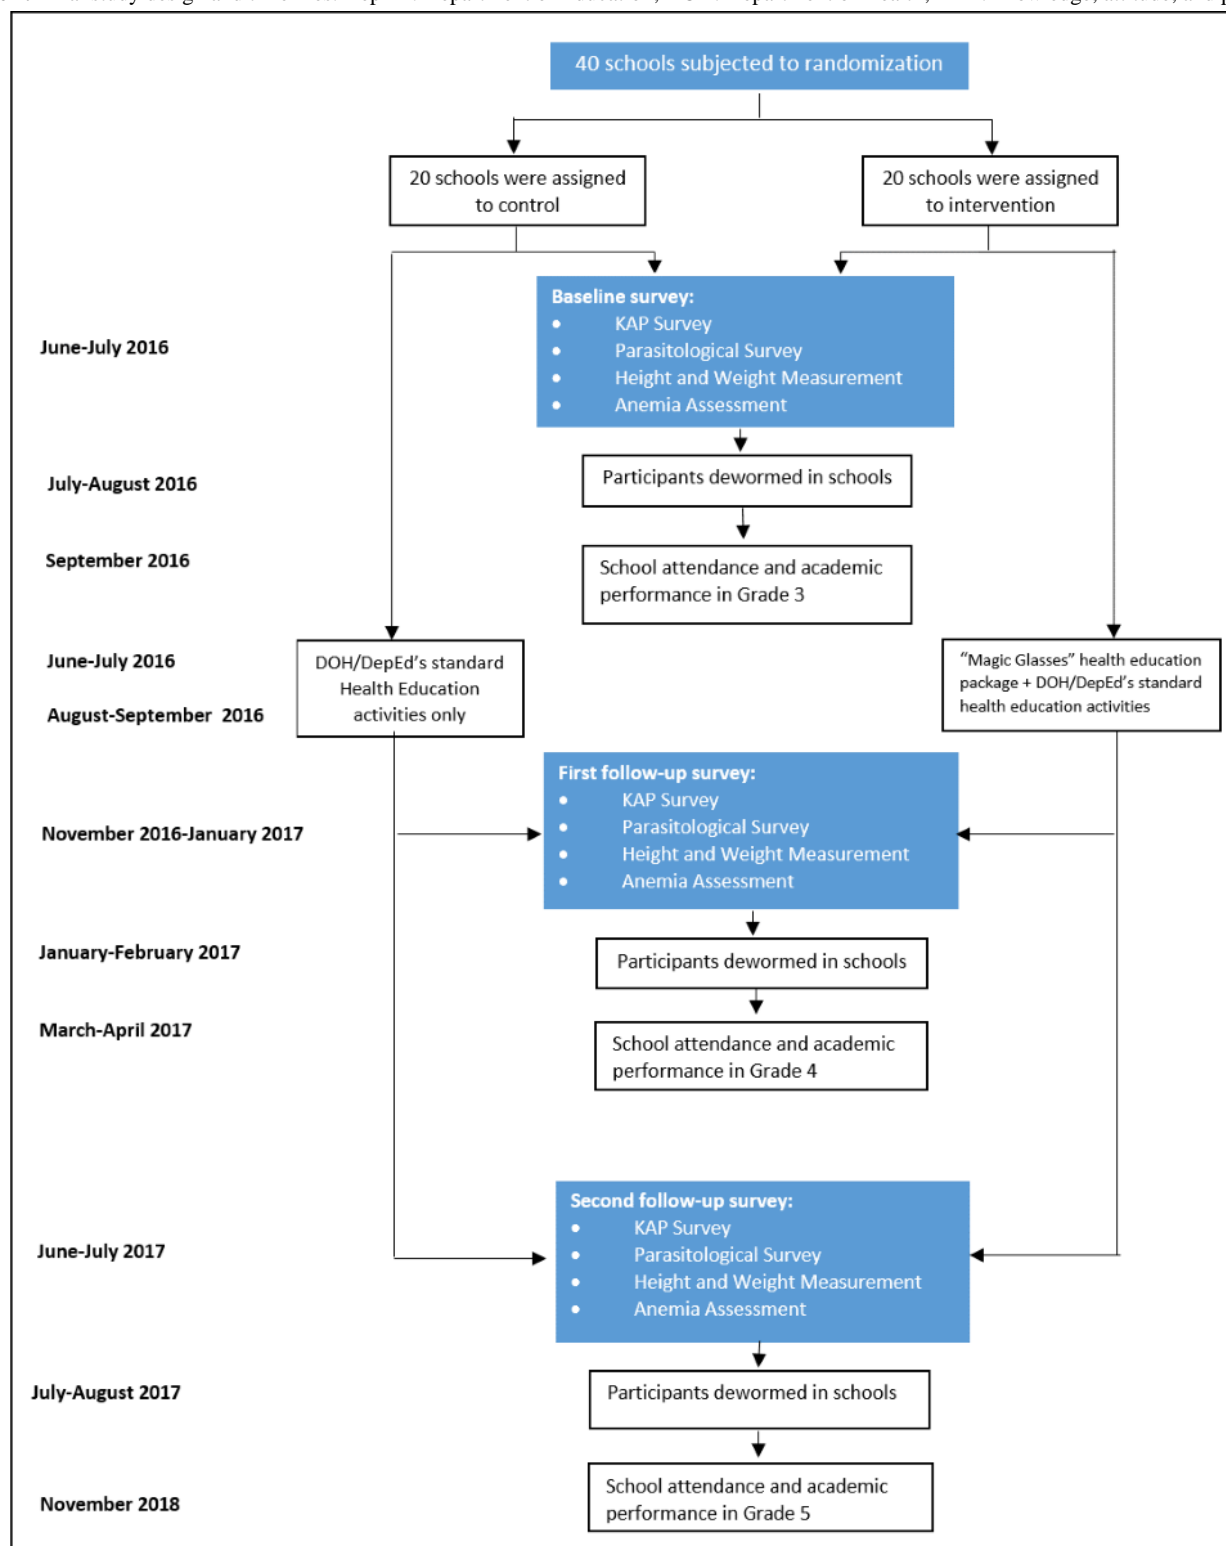 40 schools subjected to randomization
20 schools were assigned
to control
20 schools were assigned
to intervention
June-July 2016
Baseline survey:
• KAP Survey
• Parasitological Survey
• Height and Weight Measurement
• Anemia Assessment
July-August 2016
Participants dewormed in schools
September 2016
School attendance and academic
performance in Grade 3
June-July 2016
August-September 2016
DOH/DepEd's standard
Health Education
activities only
"Magic Glasses" health education
package + DOH/DepEd's standard
health education activities
November 2016-January 2017
First follow-up survey:
• KAP Survey
• Parasitological Survey
• Height and Weight Measurement
• Anemia Assessment
January-February 2017
Participants dewormed in schools
March-April 2017
School attendance and academic
performance in Grade 4
June-July 2017
Second follow-up survey:
• KAP Survey
• Parasitological Survey
• Height and Weight Measurement
• Anemia Assessment
July-August 2017
Participants dewormed in schools
November 2018
School attendance and academic
performance in Grade 5